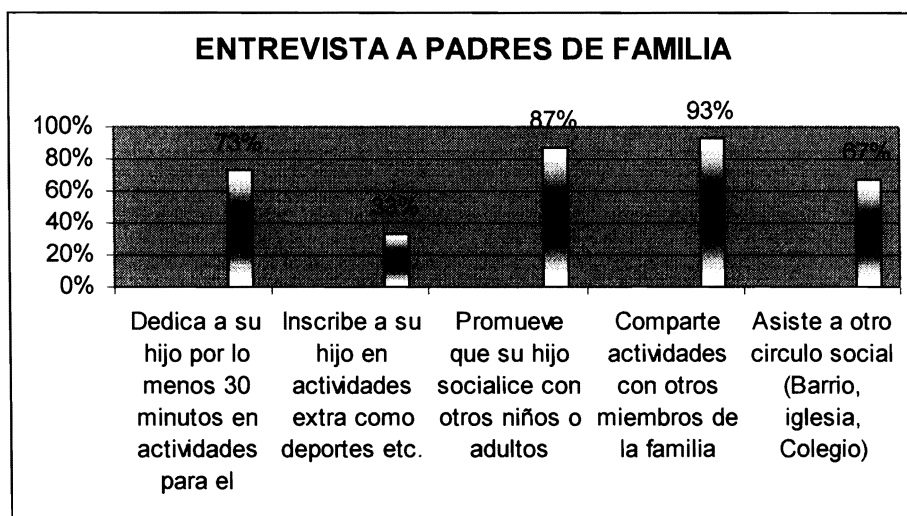 ENTREVISTA A PADRES DE FAMILIA
100%
80%
60%
40%
20%
0%
73%
33%
87%
93%
67%
Dedica a su
hijo por lo
menos 30
minutos en
actividades
para el
Inscribe a su
hijo en
actividades
extra como
deportes etc.
Promueve
que su hijo
socialice con
otros niños o
adultos
Comparte
actividades
con otros
miembros de
la familia
Asiste a otro
circulo social
(Barrio,
iglesia,
Colegio)